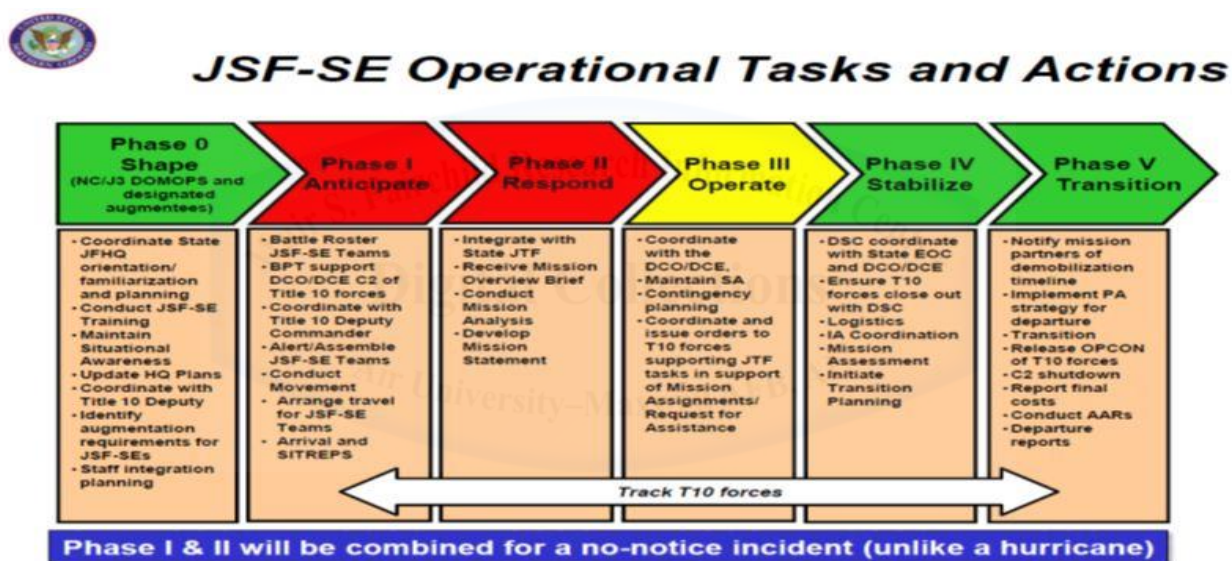 UNITED STATES
NORTHERN COMMAND
JSF-SE Operational Tasks and Actions
Phase 0
Shape
(NC/J3 DOMOPS and
designated
augmentees)
- Coordinate State
JFHQ
orientation/
familiarization
and planning
- Conduct JSF-SE
Training
- Maintain
Situational
Awareness
- Update HQ Plans
- Coordinate with
Title 10 Deputy
- Identify
augmentation
requirements for
JSF-SEs
- Staff integration
planning
Phase I
Anticipate
- Battle Roster
JSF-SE Teams
- BPT support
DCO/DCE C2 of
Title 10 forces
- Coordinate with
Title 10 Deputy
Commander
- Alert/Assemble
JSF-SE Teams
- Conduct
Movement
- Arrange travel
for JSF-SE
Teams
- Arrival and
SITREPS
Phase II
Respond
- Integrate with
State JTF
- Receive Mission
Overview Brief
- Conduct
Mission
Analysis
- Develop
Mission
Statement
Phase III
Operate
- Coordinate
with the
DCO/DCE,
Maintain SA
- Contingency
planning
- Coordinate and
issue orders to
T10 forces
supporting JTF
tasks in support
of Mission
Assignments/
Request for
Assistance
Phase IV
Stabilize
- DSC coordinate
with State EOC
and DCO/DCE
- Ensure T10
forces close out
with DSC
- Logistics
- IA Coordination
- Mission
Assessment
- Initiate
Transition
Planning
Phase V
Transition
- Notify mission
partners of
demobilization
timeline
- Implement PA
strategy for
departure
- Transition
- Release OPCON
of T10 forces
- C2 shutdown
- Report final
costs
- Conduct AARs
- Departure
reports
Track T10 forces
Phase I & II will be combined for a no-notice incident (unlike a hurricane)